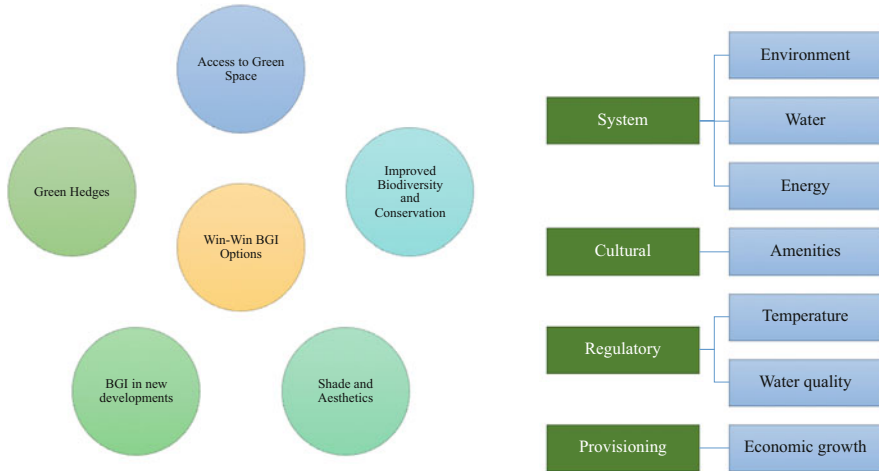 Access to Green
Space
Green Hedges
Improved
Biodiversity
and
Conservation
Win-Win BGI
Options
BGI in new
developments
Shade and
Aesthetics
System
Environment
Water
Energy
Cultural
Amenities
Regulatory
Temperature
Water quality
Provisioning
Economic growth